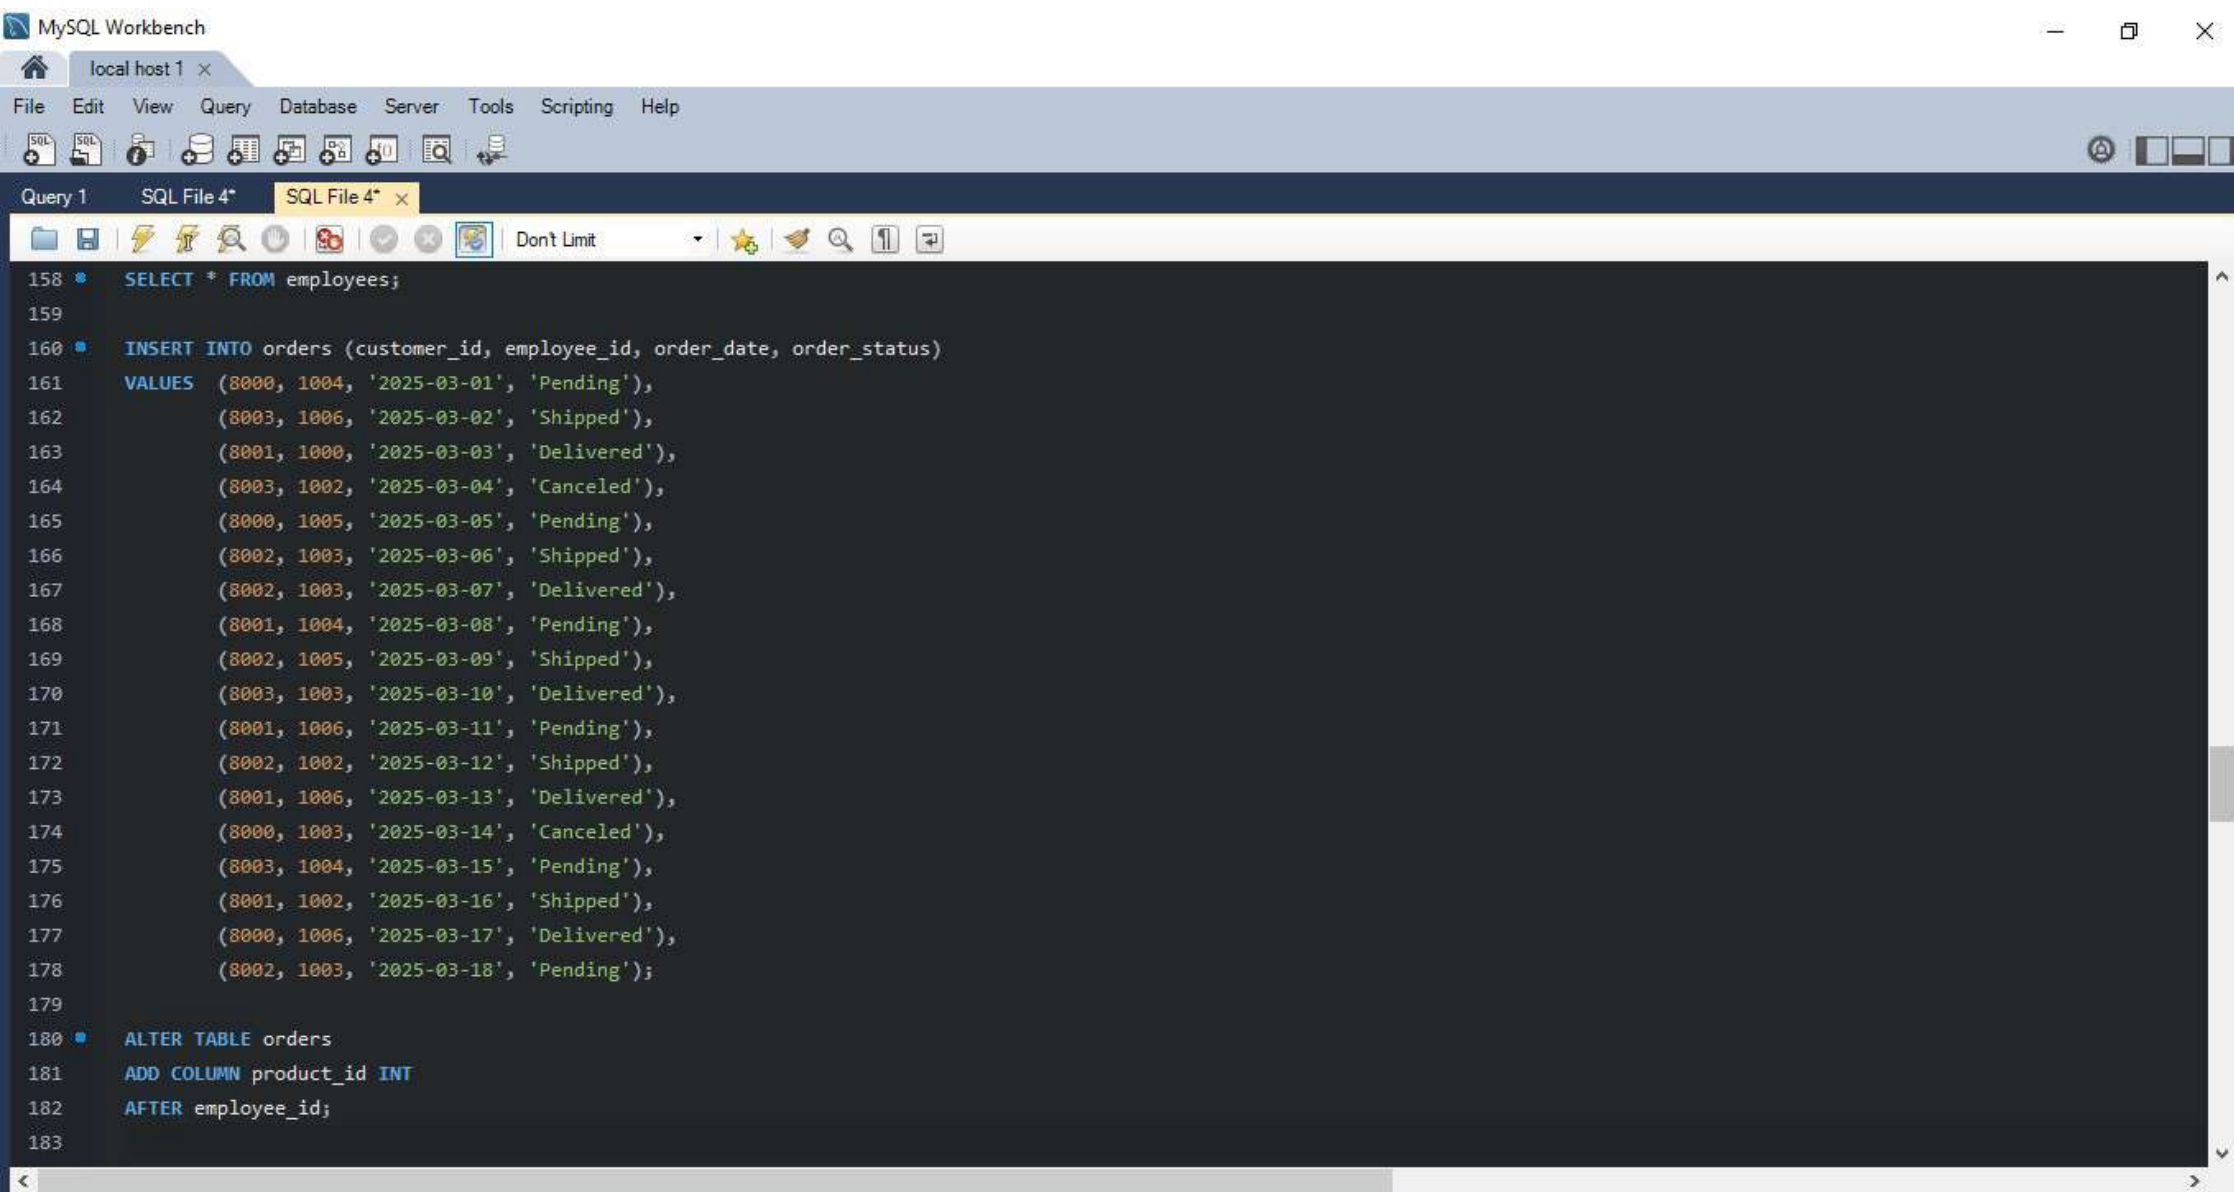 MySQL Workbench
local host 1
File Edit View Query Database Server Tools Scripting Help
Query 1 SQL File 4* SQL File 4*
Don't Limit
158 SELECT * FROM employees;
159
160 INSERT INTO orders (customer_id, employee_id, order_date, order_status)
161 VALUES (8000, 1004, '2025-03-01', 'Pending'),
162 (8003, 1006, '2025-03-02', 'Shipped'),
163 (8001, 1000, '2025-03-03', 'Delivered'),
164 (8003, 1002, '2025-03-04', 'Canceled'),
165 (8000, 1005, '2025-03-05', 'Pending'),
166 (8002, 1003, '2025-03-06', 'Shipped'),
167 (8002, 1003, '2025-03-07', 'Delivered'),
168 (8001, 1004, '2025-03-08', 'Pending'),
169 (8002, 1005, '2025-03-09', 'Shipped'),
170 (8003, 1003, '2025-03-10', 'Delivered'),
171 (8001, 1006, '2025-03-11', 'Pending'),
172 (8002, 1002, '2025-03-12', 'Shipped'),
173 (8001, 1006, '2025-03-13', 'Delivered'),
174 (8000, 1003, '2025-03-14', 'Canceled'),
175 (8003, 1004, '2025-03-15', 'Pending'),
176 (8001, 1002, '2025-03-16', 'Shipped'),
177 (8000, 1006, '2025-03-17', 'Delivered'),
178 (8002, 1003, '2025-03-18', 'Pending');
179
180 ALTER TABLE orders
181 ADD COLUMN product_id INT
182 AFTER employee_id;
183